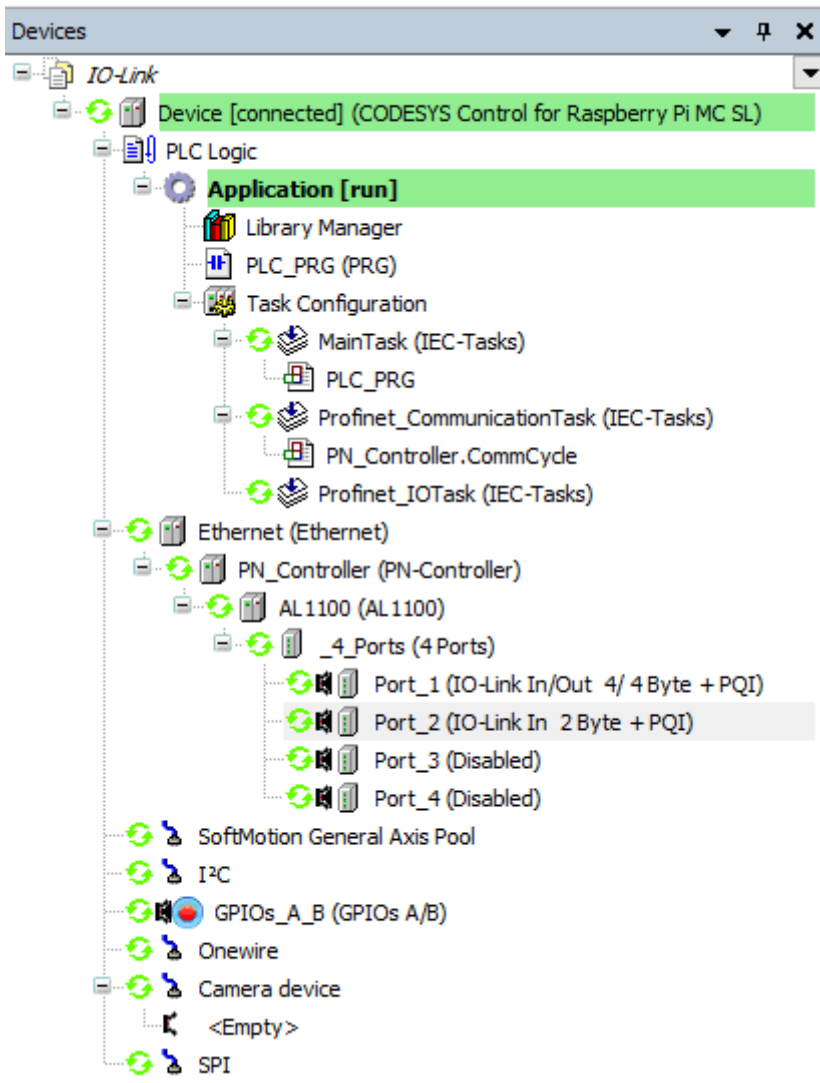 Devices
IO-Link
Device [connected] (CODESYS Control for Raspberry Pi MC SL)
PLC Logic
Application [run]
Library Manager
PLC_PRG (PRG)
Task Configuration
MainTask (IEC-Tasks)
PLC_PRG
Profinet_CommunicationTask (IEC-Tasks)
PN_Controller.CommCycle
Profinet_IOTask (IEC-Tasks)
Ethernet (Ethernet)
PN_Controller (PN-Controller)
AL1100 (AL1100)
_4_Ports (4 Ports)
Port_1 (IO-Link In/Out 4/ 4 Byte + PQI)
Port_2 (IO-Link In 2 Byte + PQI)
Port_3 (Disabled)
Port_4 (Disabled)
SoftMotion General Axis Pool
I²C
GPIOs_A_B (GPIOs A/B)
Onewire
Camera device
<Empty>
SPI